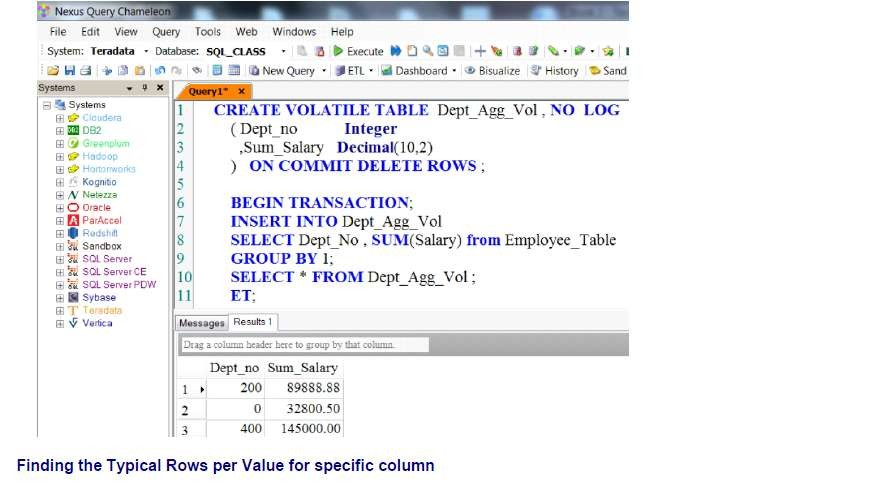 Nexus Query Chameleon
File Edit View Query Tools Web Windows Help
System: Teradata Database: SQL_CLASS Execute
New Query ETL Dashboard Bisualize History Sand
Systems
Query1*
Systems
Cloudera
DB2
Greenplum
Hadoop
Hortonworks
Kognitio
Netezza
Oracle
ParAccel
Redshift
Sandbox
SQL Server
SQL Server CE
SQL Server PDW
Sybase
Teradata
Vertica
1 CREATE VOLATILE TABLE Dept_Agg_Vol , NO LOG
2 ( Dept_no Integer
3 ,Sum_Salary Decimal(10,2)
4 ) ON COMMIT DELETE ROWS ;
5
6 BEGIN TRANSACTION;
7 INSERT INTO Dept_Agg_Vol
8 SELECT Dept_No , SUM(Salary) from Employee_Table
9 GROUP BY 1;
10 SELECT * FROM Dept_Agg_Vol ;
11 ET;
Messages Results 1
Drag a column header here to group by that column.
Dept_no Sum_Salary
1 200 89888.88
2 0 32800.50
3 400 145000.00
Finding the Typical Rows per Value for specific column